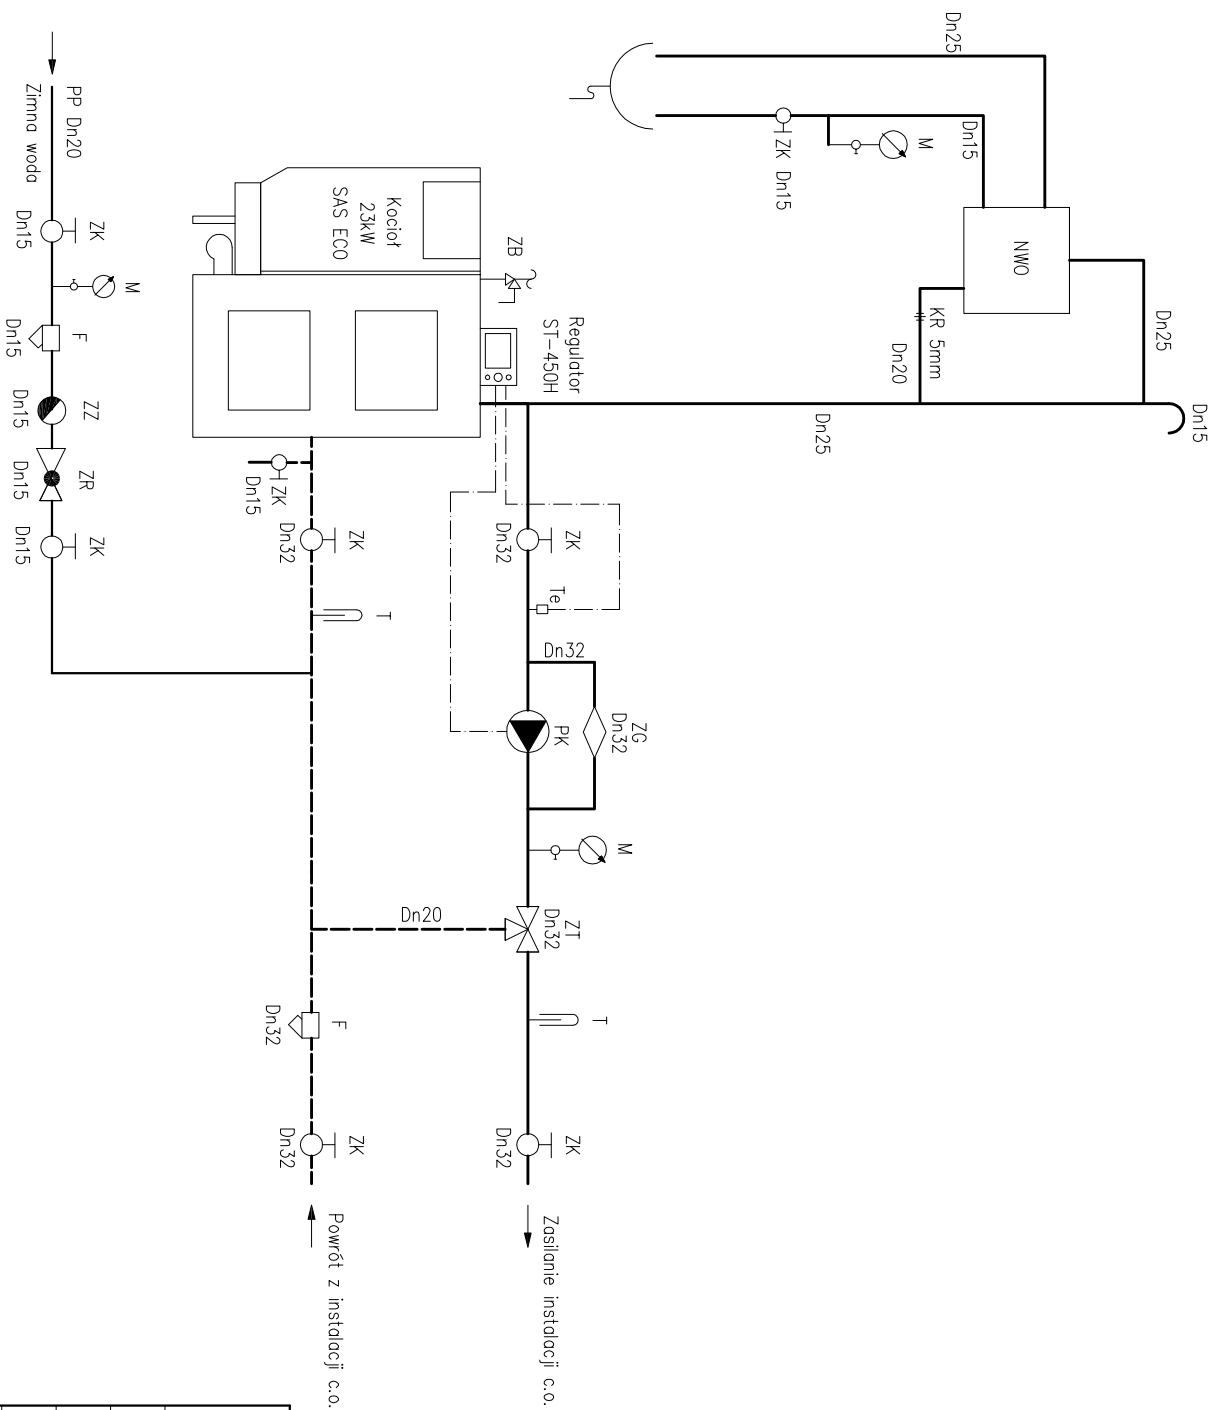 Dn15
Dn25
NWO
Dn15
Dn25
KR 5mm
M
Dn20
Dn25
ZK Dn15
ZG
Dn32
M
T
Regulator
ST-450H
ZK
Dn32
Te
Dn32
PK
ZT
Dn32
ZK
Dn32
Zasilanie instalacji c.o.
ZB
Kocioł
23kW
SAS ECO
Dn20
T
ZK
Dn32
ZK
Dn15
F
Dn32
ZK
Dn32
Powrót z instalacji c.o.
PP Dn20
Zimna woda
ZK
Dn15
M
F
Dn15
ZZ
Dn15
ZR
Dn15
ZK
Dn15